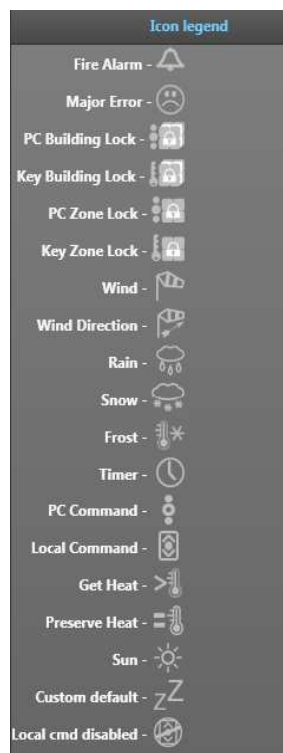 Icon legend
Fire Alarm -
Major Error -
PC Building Lock -
Key Building Lock -
PC Zone Lock -
Key Zone Lock -
Wind -
Wind Direction -
Rain -
Snow -
Frost -
Timer -
PC Command -
Local Command -
Get Heat -
Preserve Heat -
Sun -
Custom default - zZ
Local cmd disabled -